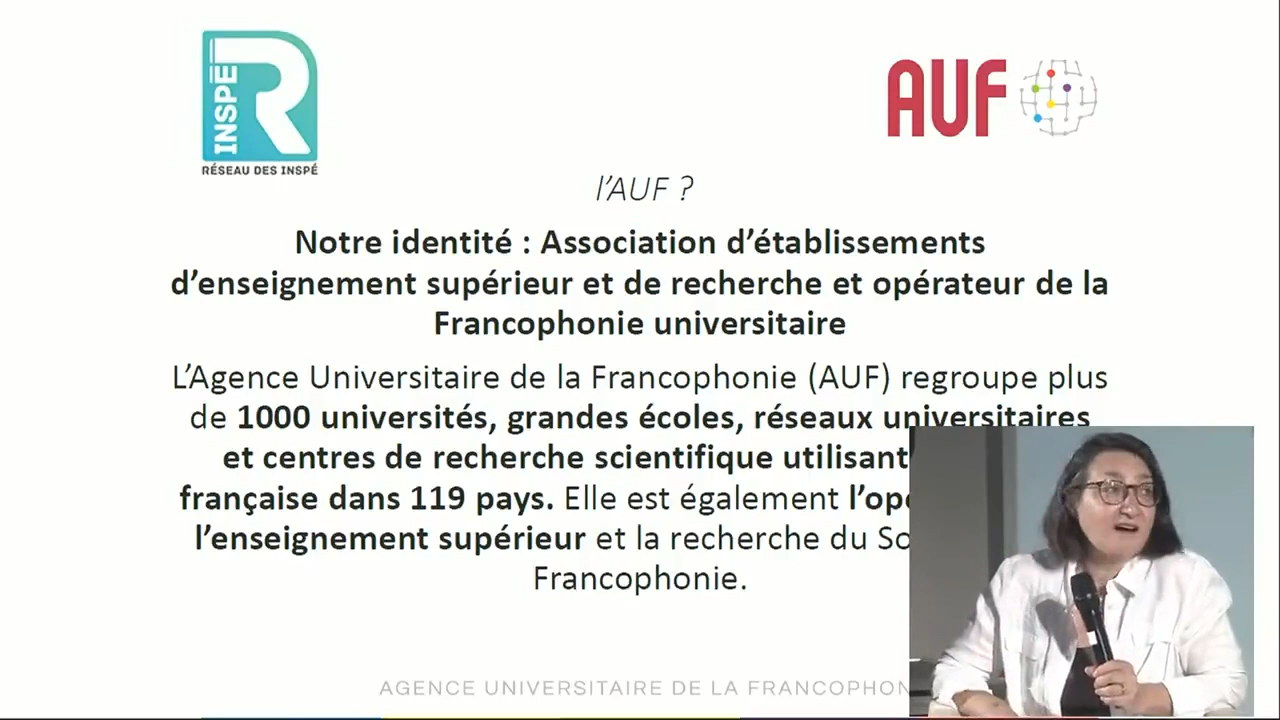 INSPÉ
RÉSEAU DES INSPÉ
AUF
l’AUF ?
Notre identité : Association d’établissements
d’enseignement supérieur et de recherche et opérateur de la
Francophonie universitaire
L’Agence Universitaire de la Francophonie (AUF) regroupe plus
de 1000 universités, grandes écoles, réseaux universitaires
et centres de recherche scientifique utilisant
française dans 119 pays. Elle est également
l’enseignement supérieur et la recherche du
Francophonie.
AGENCE UNIVERSITAIRE DE LA